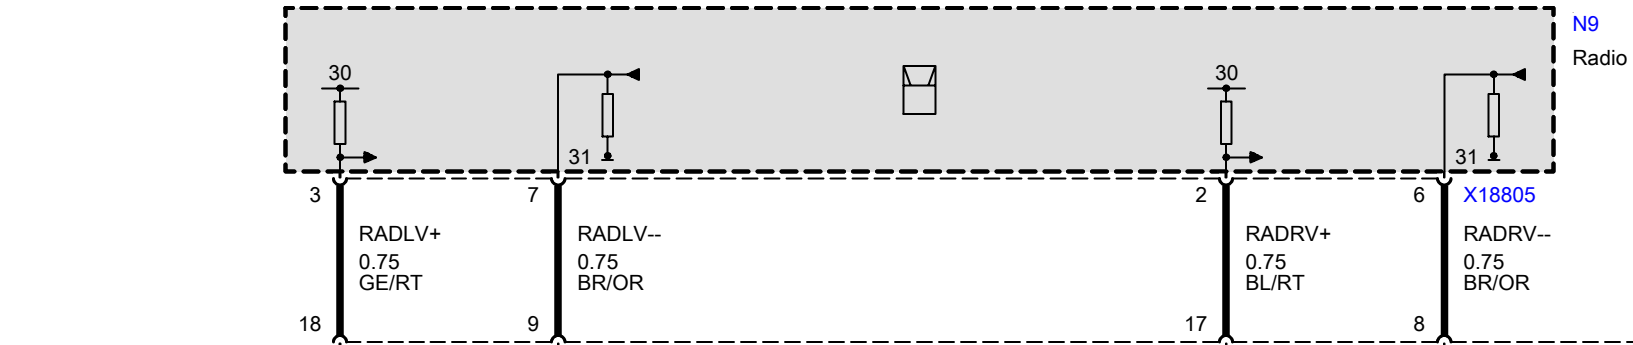 N9
Radio
30
30
31
31
3
7
2
6
X18805
RADLV+
0.75
GE/RT
RADLV--
0.75
BR/OR
RADRV+
0.75
BL/RT
RADRV--
0.75
BR/OR
18
9
17
8